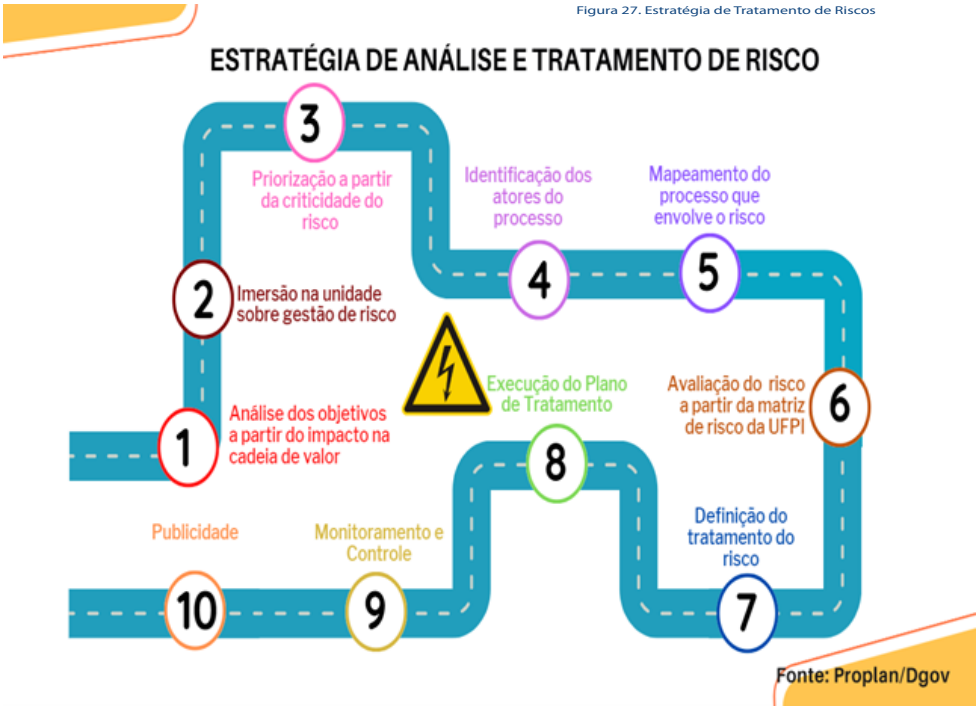 Figura 27. Estratégia de Tratamento de Riscos
ESTRATÉGIA DE ANÁLISE E TRATAMENTO DE RISCO
1
Análise dos objetivos
a partir do impacto na
cadeia de valor
2
Imersão na unidade
sobre gestão de risco
3
Priorização a partir
da criticidade do
risco
Identificação dos
atores do
processo
4
Mapeamento do
processo que
envolve o risco
5
Avaliação do risco
a partir da matriz
de risco da UFPI
6
Definição do
tratamento do
risco
7
Execução do Plano
de Tratamento
8
Monitoramento e
Controle
9
Publicidade
10
Fonte: Proplan/Dgov